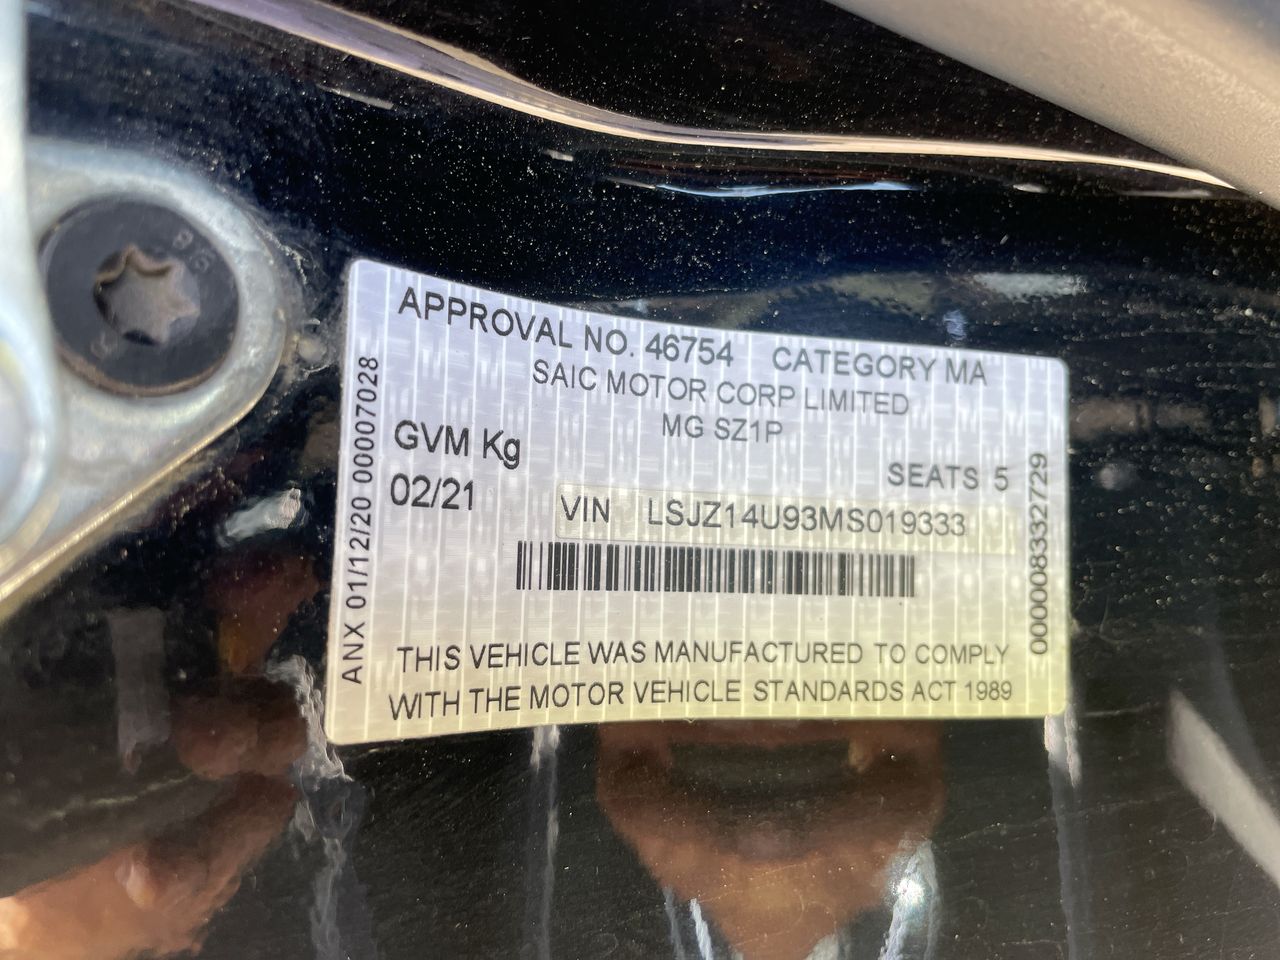 APPROVAL NO. 46754 CATEGORY MA
SAIC MOTOR CORP LIMITED
MG SZ1P
GVM Kg
SEATS 5
02/21
VIN LSJZ14U93MS019333
THIS VEHICLE WAS MANUFACTURED TO COMPLY
WITH THE MOTOR VEHICLE STANDARDS ACT 1989
ANX 01/12/20 00007028
000008332729